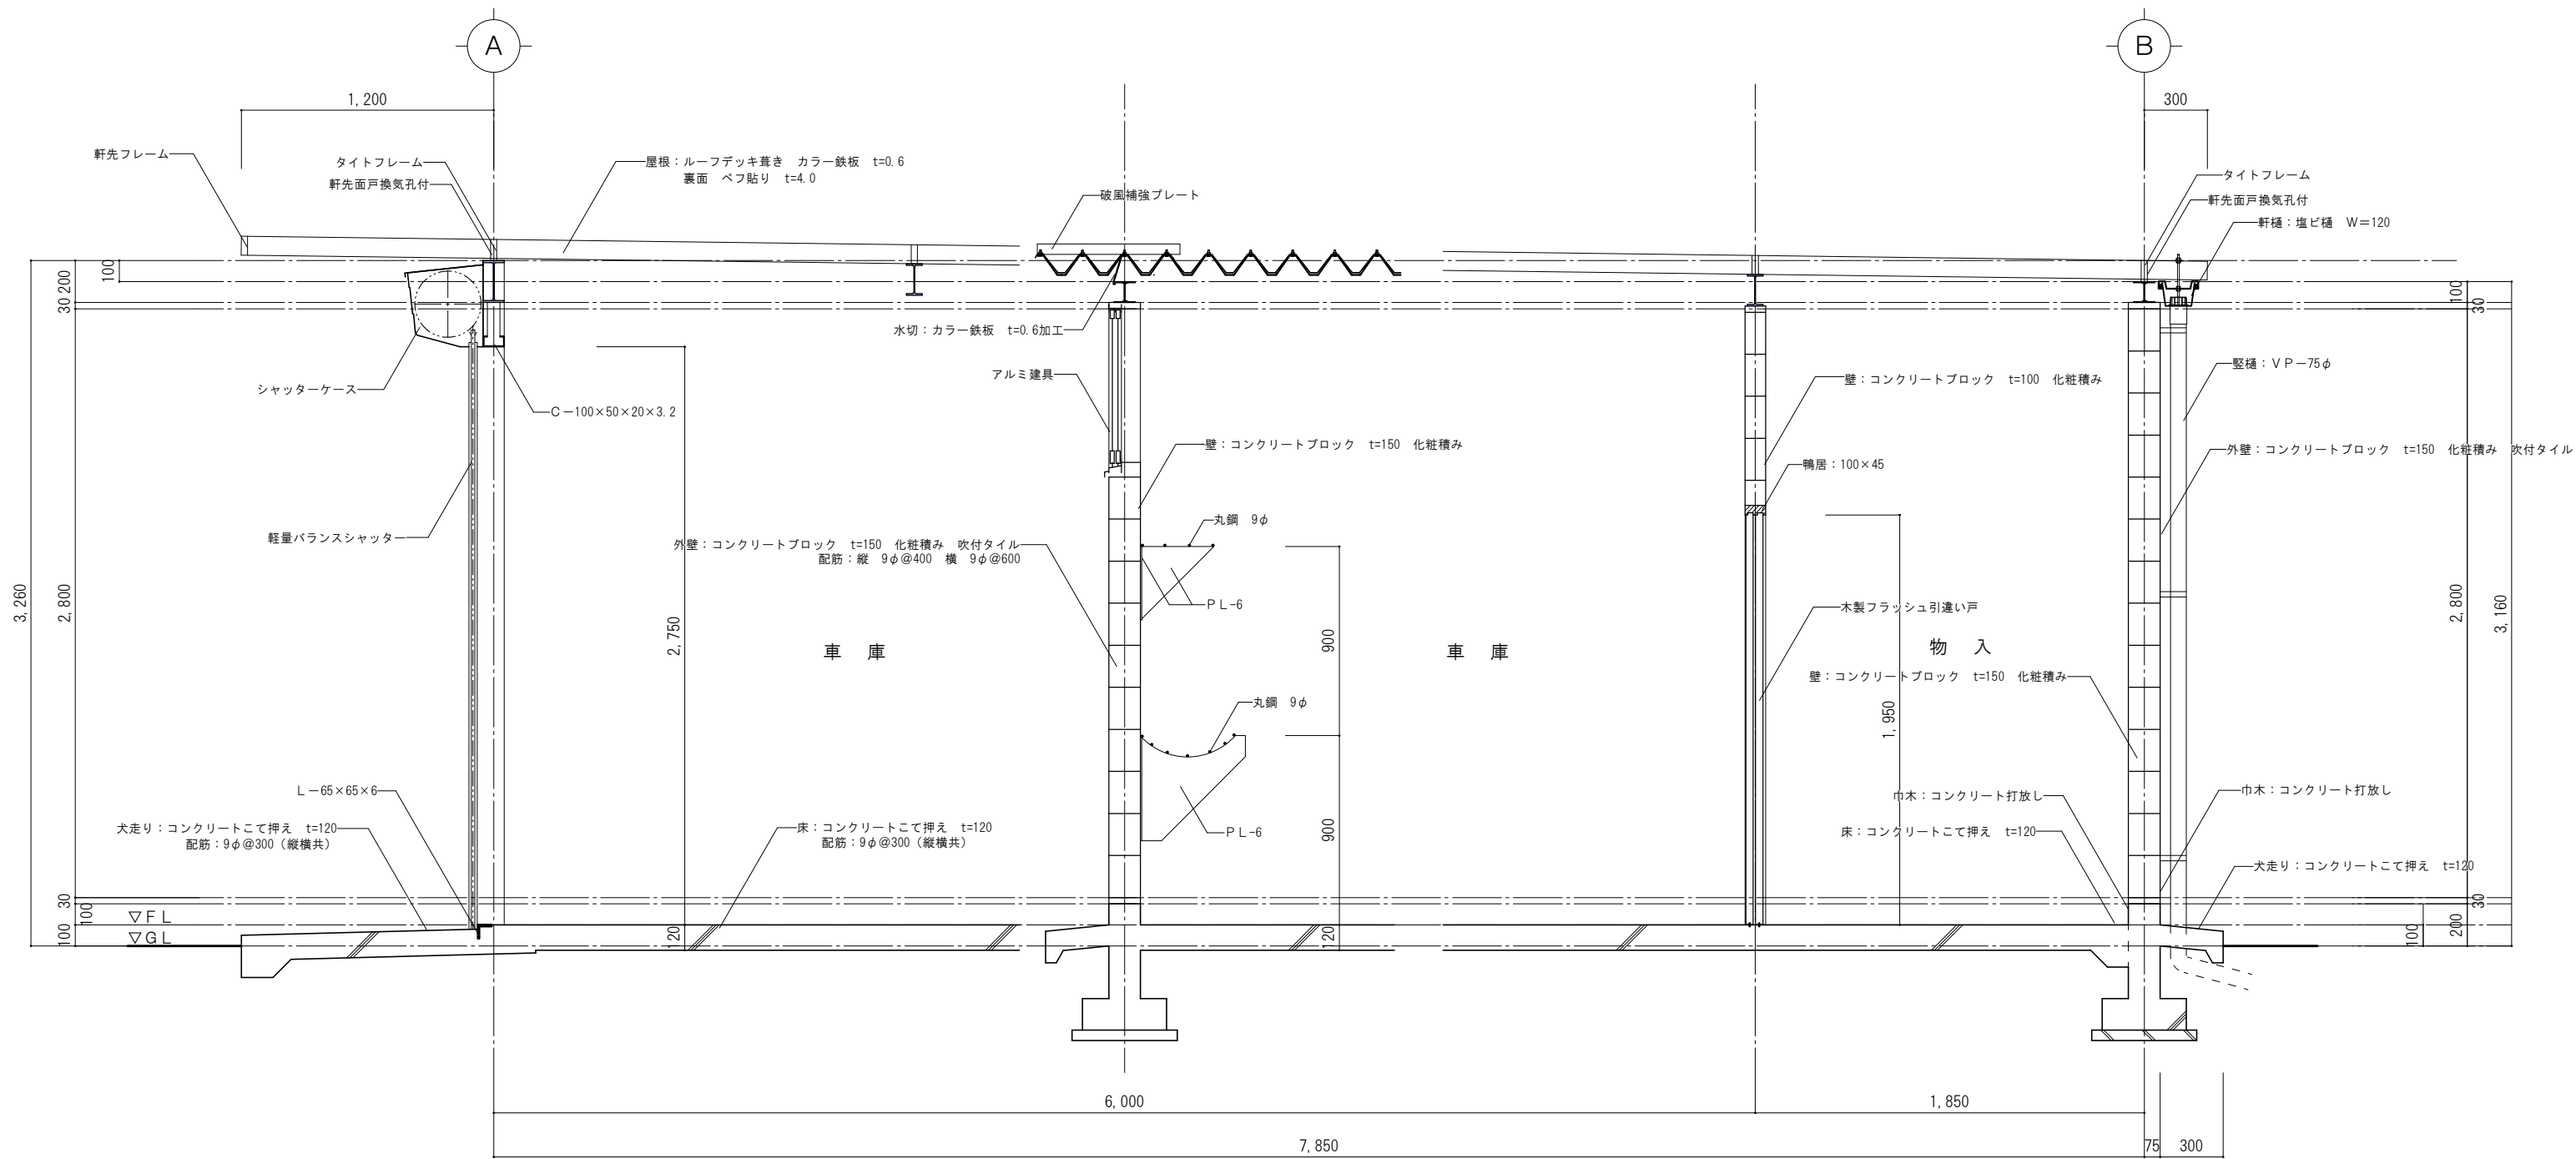 A
B
1,200
300
軒先フレーム
タイトフレーム
軒先面戸換気孔付
屋根：ルーフデッキ葺き　カラー鉄板　t=0.6
裏面　ペフ貼り　t=4.0
破風補強プレート
タイトフレーム
軒先面戸換気孔付
軒樋：塩ビ樋　W＝120
100
200
30
100
30
水切：カラー鉄板　t=0.6加工
アルミ建具
シャッターケース
C－100×50×20×3.2
壁：コンクリートブロック　t=100　化粧積み
竪樋：VP－75φ
壁：コンクリートブロック　t=150　化粧積み
外壁：コンクリートブロック　t=150　化粧積み　吹付タイル
鴨居：100×45
丸鋼　9φ
軽量バランスシャッター
外壁：コンクリートブロック　t=150　化粧積み　吹付タイル
配筋：縦　9φ@400　横　9φ@600
PL-6
木製フラッシュ引違い戸
3,260
2,800
2,750
900
2,800
3,160
車　庫
車　庫
物　入
壁：コンクリートブロック　t=150　化粧積み
丸鋼　9φ
1,950
L－65×65×6
巾木：コンクリート打放し
巾木：コンクリート打放し
犬走り：コンクリートこて押え　t=120
配筋：9φ@300（縦横共）
床：コンクリートこて押え　t=120
配筋：9φ@300（縦横共）
PL-6
900
床：コンクリートこて押え　t=120
犬走り：コンクリートこて押え　t=120
30
100
100
▽FL
▽GL
120
120
30
200
100
6,000
1,850
7,850
75
300